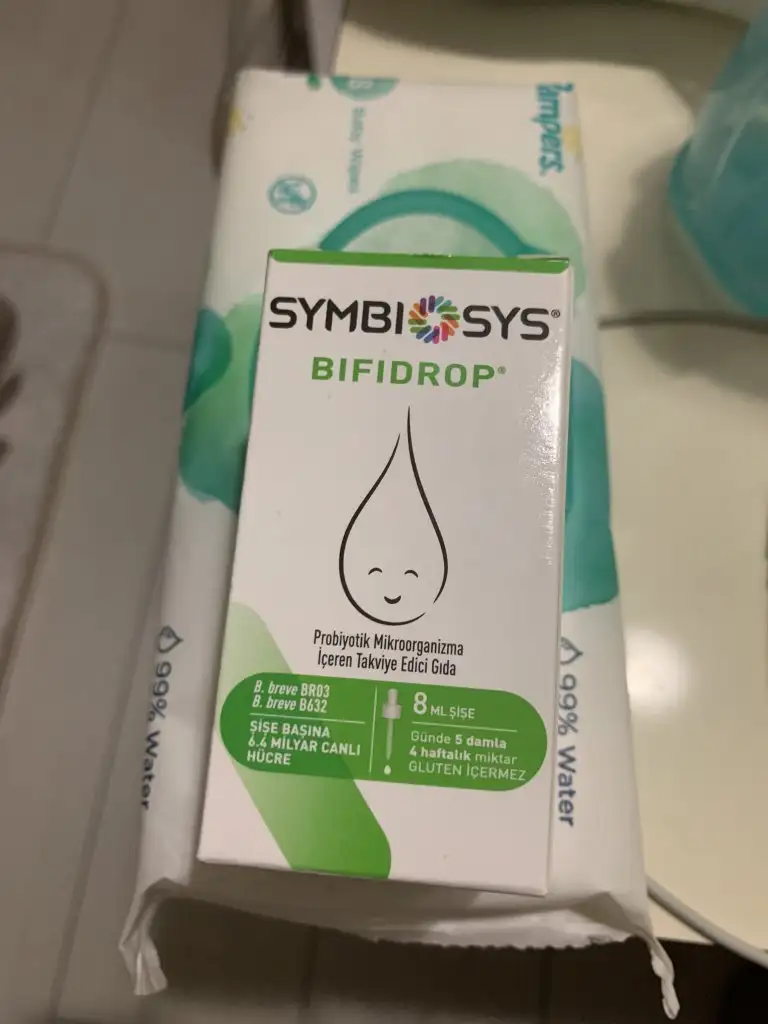 Pampers.
Baby Wipes
SYMBIOSYS®
BIFIDROP®
Probiyotik Mikroorganizma
İçeren Takviye Edici Gıda
B. breve BR03
B. breve B632
ŞİŞE BAŞINA
6.4 MİLYAR CANLI
HÜCRE
8 ML ŞİŞE
Günde 5 damla
4 haftalık miktar
GLUTEN İÇERMEZ
99% Water
99% Water